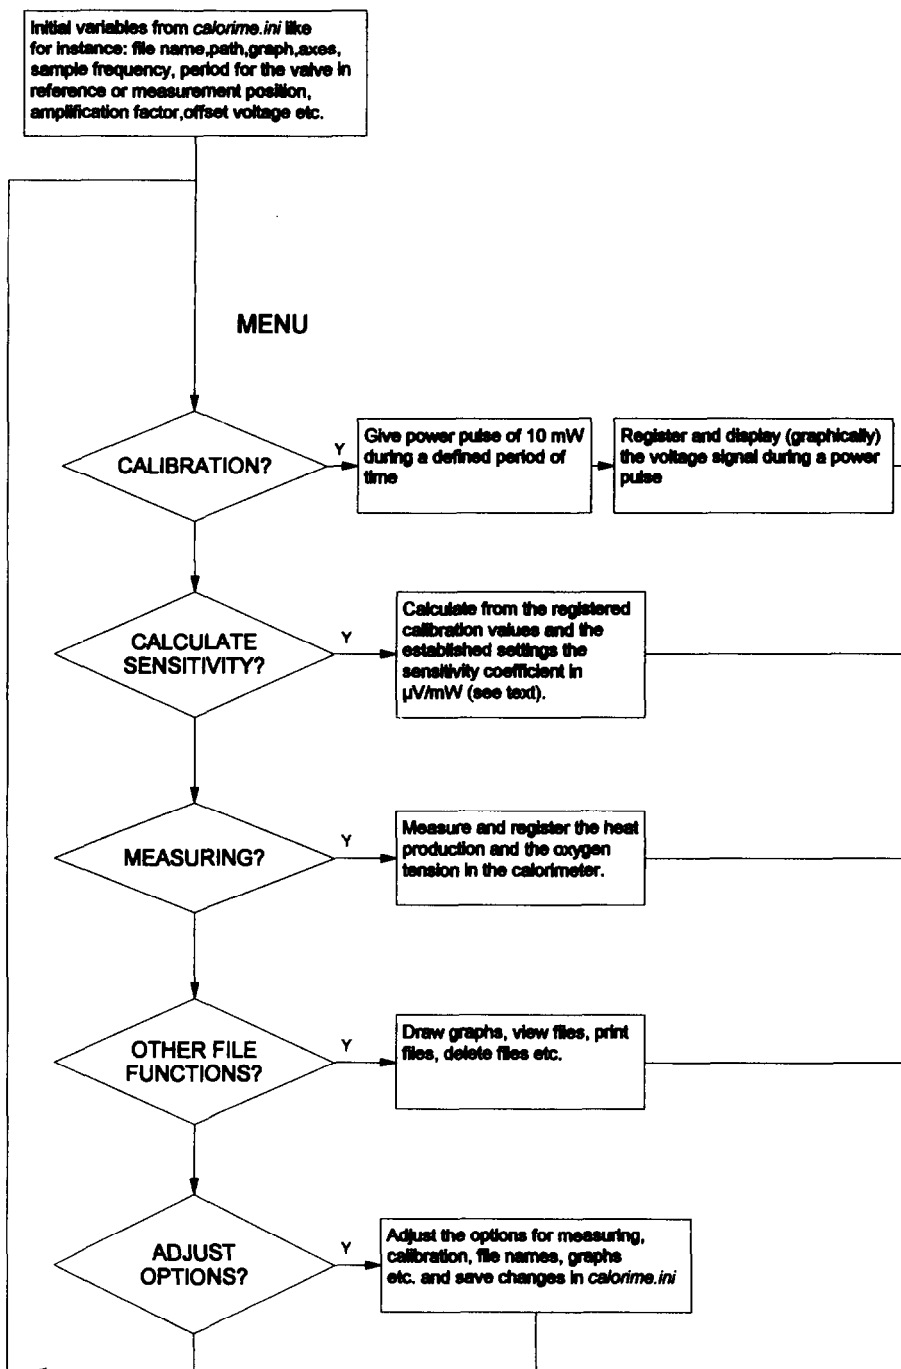 Initial variables from calorime.ini like
for instance: file name,path,graph,axes,
sample frequency, period for the valve in
reference or measurement position,
amplification factor,offset voltage etc.
MENU
CALIBRATION?
Y
Give power pulse of 10 mW
during a defined period of
time
Register and display (graphically)
the voltage signal during a power
pulse
CALCULATE
SENSITIVITY?
Y
Calculate from the registered
calibration values and the
established settings the
sensitivity coefficient in
µV/mW (see text).
MEASURING?
Y
Measure and register the heat
production and the oxygen
tension in the calorimeter.
OTHER FILE
FUNCTIONS?
Y
Draw graphs, view files, print
files, delete files etc.
ADJUST
OPTIONS?
Y
Adjust the options for measuring,
calibration, file names, graphs
etc. and save changes in calorime.ini